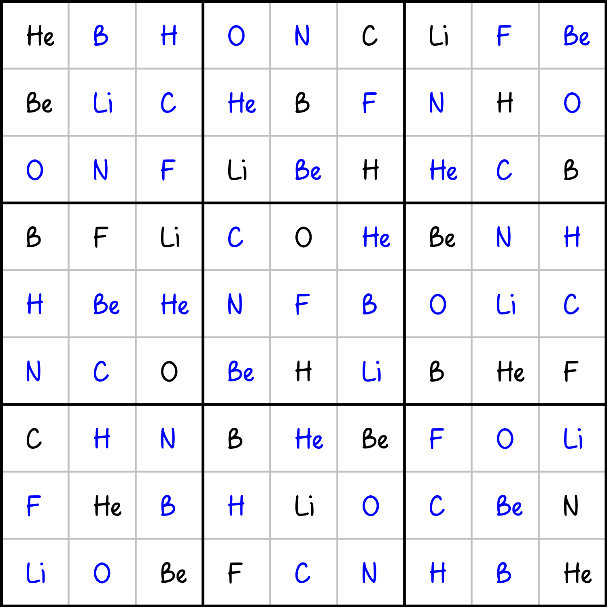 He B H O N C Li F Be
Be Li C He B F N H O
O N F Li Be H He C B
B F Li C O He Be N H
H Be He N F B O Li C
N C O Be H Li B He F
C H N B He Be F O Li
F He B H Li O C Be N
Li O Be F C N H B He